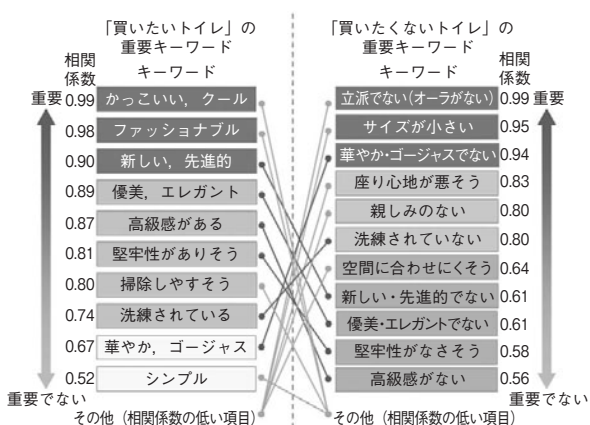 「買いたいトイレ」の
重要キーワード
相関
係数
キーワード
重要
0.99 かっこいい，クール
0.98 ファッショナブル
0.90 新しい，先進的
0.89 優美，エレガント
0.87 高級感がある
0.81 堅牢性がありそう
0.80 掃除しやすそう
0.74 洗練されている
0.67 華やか，ゴージャス
0.52 シンプル
重要でない
その他（相関係数の低い項目）
「買いたくないトイレ」の
重要キーワード
相関
係数
キーワード
立派でない（オーラがない） 0.99 重要
サイズが小さい 0.95
華やか・ゴージャスでない 0.94
座り心地が悪そう 0.83
親しみのない 0.80
洗練されていない 0.80
空間に合わせにくそう 0.64
新しい・先進的でない 0.61
優美・エレガントでない 0.61
堅牢性がなさそう 0.58
高級感がない 0.56
重要でない
その他（相関係数の低い項目）